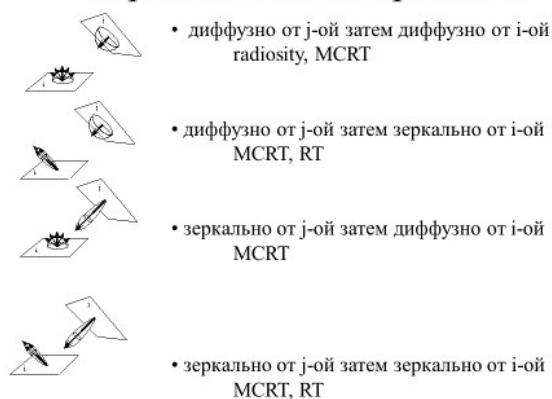 • диффузно от j-ой затем диффузно от i-ой
radiosity, MCRT
• диффузно от j-ой затем зеркально от i-ой
MCRT, RT
• зеркально от j-ой затем диффузно от i-ой
MCRT
• зеркально от j-ой затем зеркально от i-ой
MCRT, RT